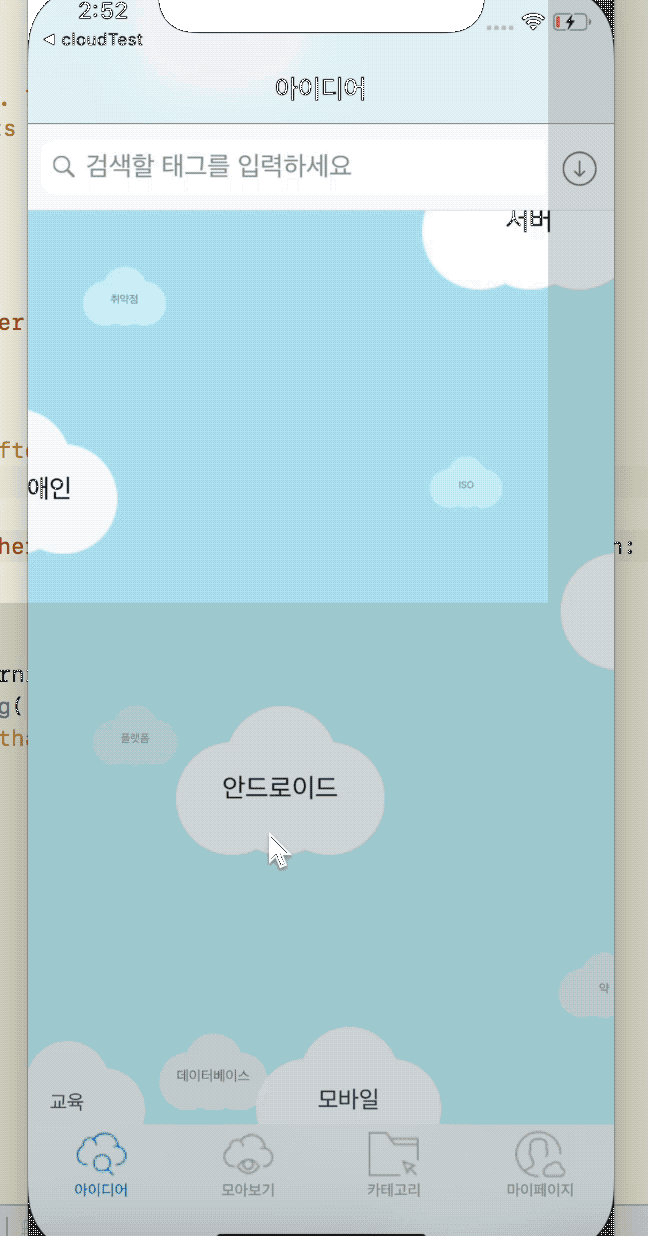 2:52
cloudTest
아이디어
검색할 태그를 입력하세요
서버
취약점
er
애인
ISO
n:
플랫폼
안드로이드
약
데이터베이스
교육
모바일
아이디어
모아보기
카테고리
마이페이지